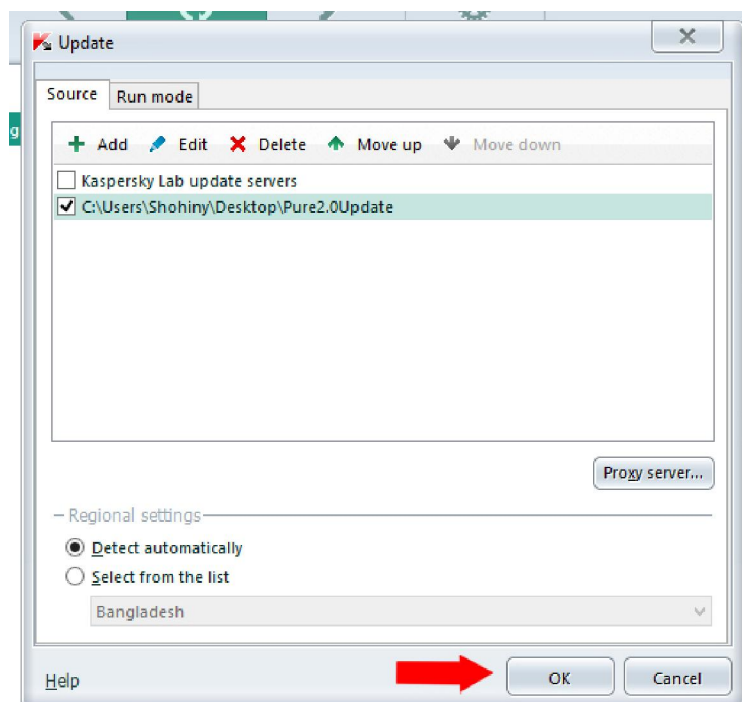 Update
Source Run mode
g
Add Edit Delete Move up Move down
Kaspersky Lab update servers
C:\Users\Shohiny\Desktop\Pure2.0Update
Proxy server...
Regional settings
Detect automatically
Select from the list
Bangladesh
Help OK Cancel